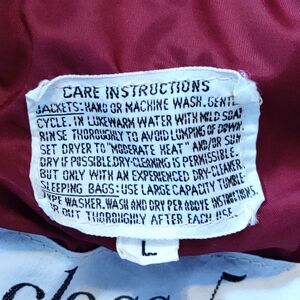 CARE INSTRUCTIONS
JACKETS: HAND OR MACHINE WASH. GENTLE
CYCLE. IN LUKEWARM WATER WITH MILD SOAP
RINSE THOROUGHLY TO AVOID LUMPING OF DOWN.
SET DRYER TO "MODERATE HEAT" AND/OR SUN
DRY IF POSSIBLE DRY-CLEANING IS PERMISSIBLE.
BUT ONLY WITH AN EXPERIENCED DRY-CLEANER.
SLEEPING BAGS: USE LARGE CAPACITY TUMBLE-
TYPE WASHER. WASH AND DRY PER ABOVE INSTRUCTIONS.
OUT THOROUGHLY AFTER EACH USE.
L
class 5